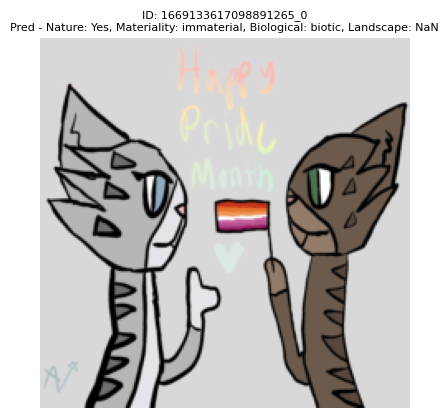 ID: 1669133617098891265_0
Pred - Nature: Yes, Materiality: immaterial, Biological: biotic, Landscape: NaN
Happy
Pride
Month